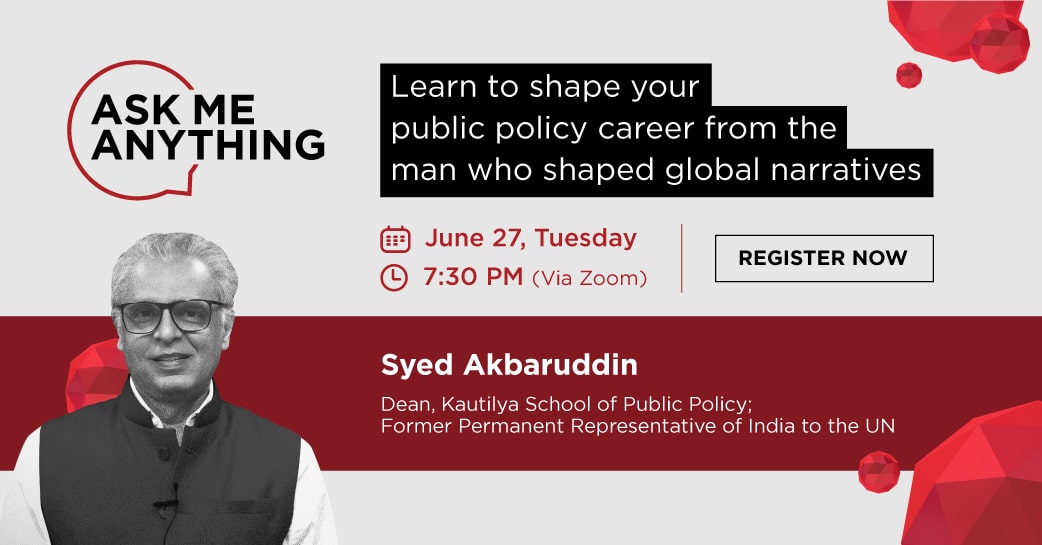 ASK ME
ANYTHING
Learn to shape your
public policy career from the
man who shaped global narratives
June 27, Tuesday
7:30 PM (Via Zoom)
REGISTER NOW
Syed Akbaruddin
Dean, Kautilya School of Public Policy;
Former Permanent Representative of India to the UN